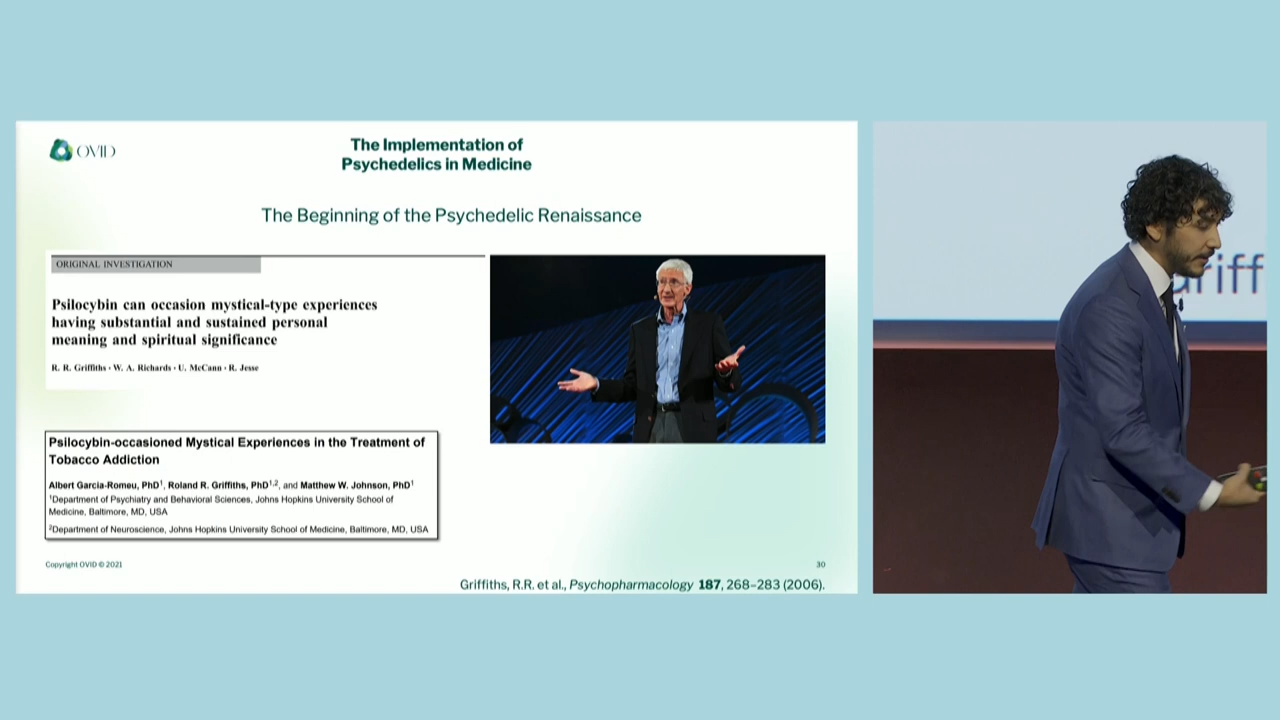 OVID
The Implementation of
Psychedelics in Medicine
The Beginning of the Psychedelic Renaissance
ORIGINAL INVESTIGATION
Psilocybin can occasion mystical-type experiences
having substantial and sustained personal
meaning and spiritual significance
R. R. Griffiths · W. A. Richards · U. McCann · R. Jesse
Psilocybin-occasioned Mystical Experiences in the Treatment of
Tobacco Addiction
Albert Garcia-Romeu, PhD1, Roland R. Griffiths, PhD1,2, and Matthew W. Johnson, PhD1
1Department of Psychiatry and Behavioral Sciences, Johns Hopkins University School of
Medicine, Baltimore, MD, USA
2Department of Neuroscience, Johns Hopkins University School of Medicine, Baltimore, MD, USA
Copyright OVID © 2021
30
Griffiths, R.R. et al., Psychopharmacology 187, 268–283 (2006).